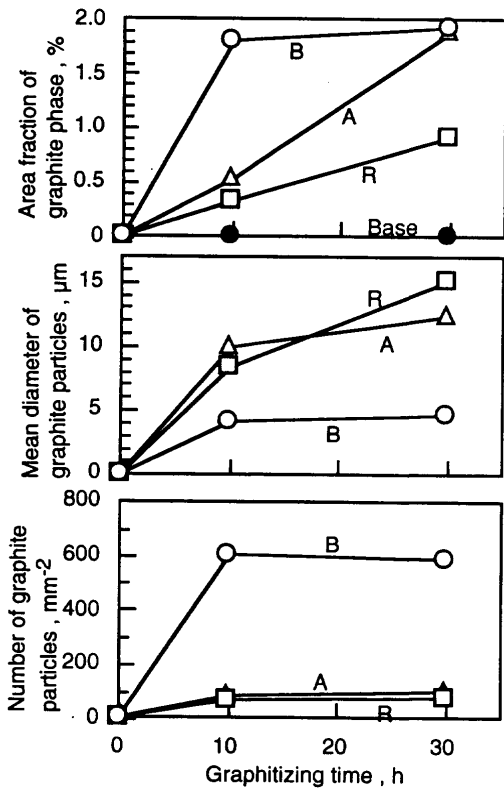 Area fraction of
graphite phase , %
2.0
1.5
1.0
0.5
0
B
A
R
Base
Mean diameter of
graphite particles , μm
15
10
5
0
R
A
B
Number of graphite
particles , mm-2
800
600
400
200
0
B
A
R
0 10 20 30
Graphitizing time , h